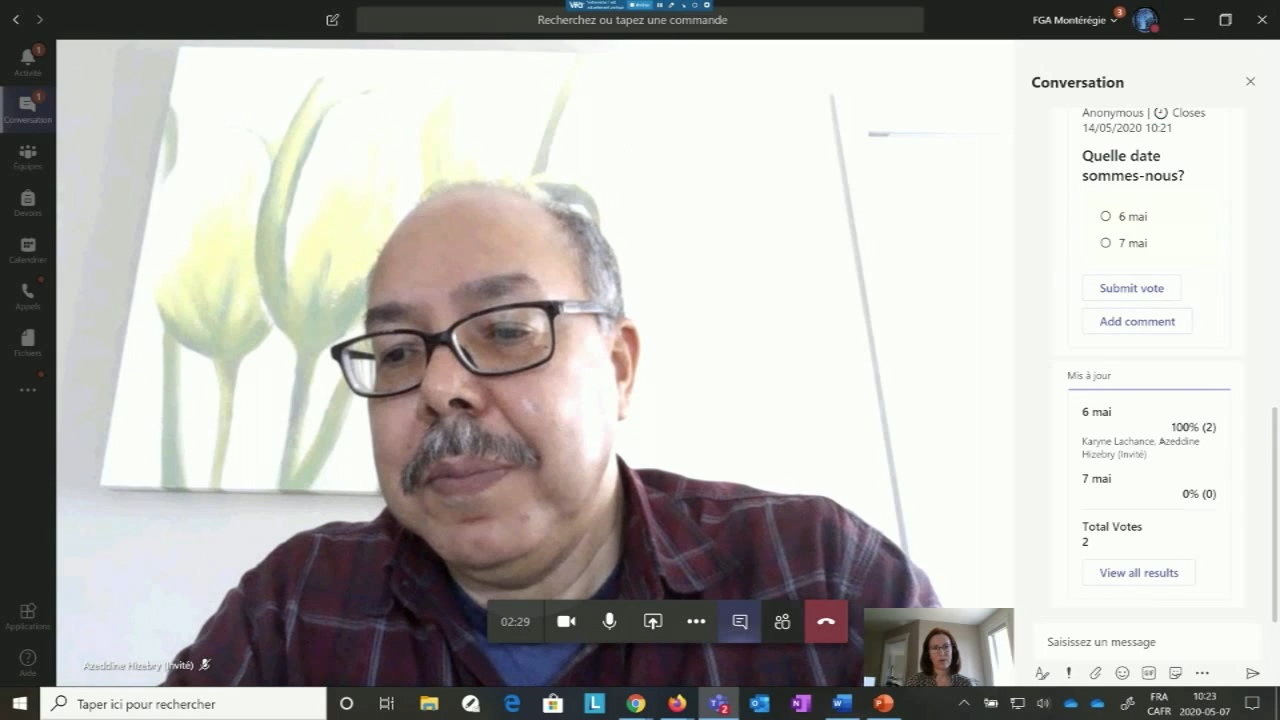 Recherchez ou tapez une commande
FGA Montérégie
3
Activité
1
Conversation
1
Équipes
Devoirs
Calendrier
Appels
Fichiers
Applications
Aide
Conversation
Anonymous | Closes
14/05/2020 10:21
Quelle date
sommes-nous?
6 mai
7 mai
Submit vote
Add comment
Mis à jour
6 mai
100% (2)
Karyne Lachance, Azeddine
Hizebry (Invité)
7 mai
0% (0)
Total Votes
2
View all results
Saisissez un message
GIF
02:29
Azeddine Hizebry (Invité)
Taper ici pour rechercher
FRA
CAFR
10:23
2020-05-07